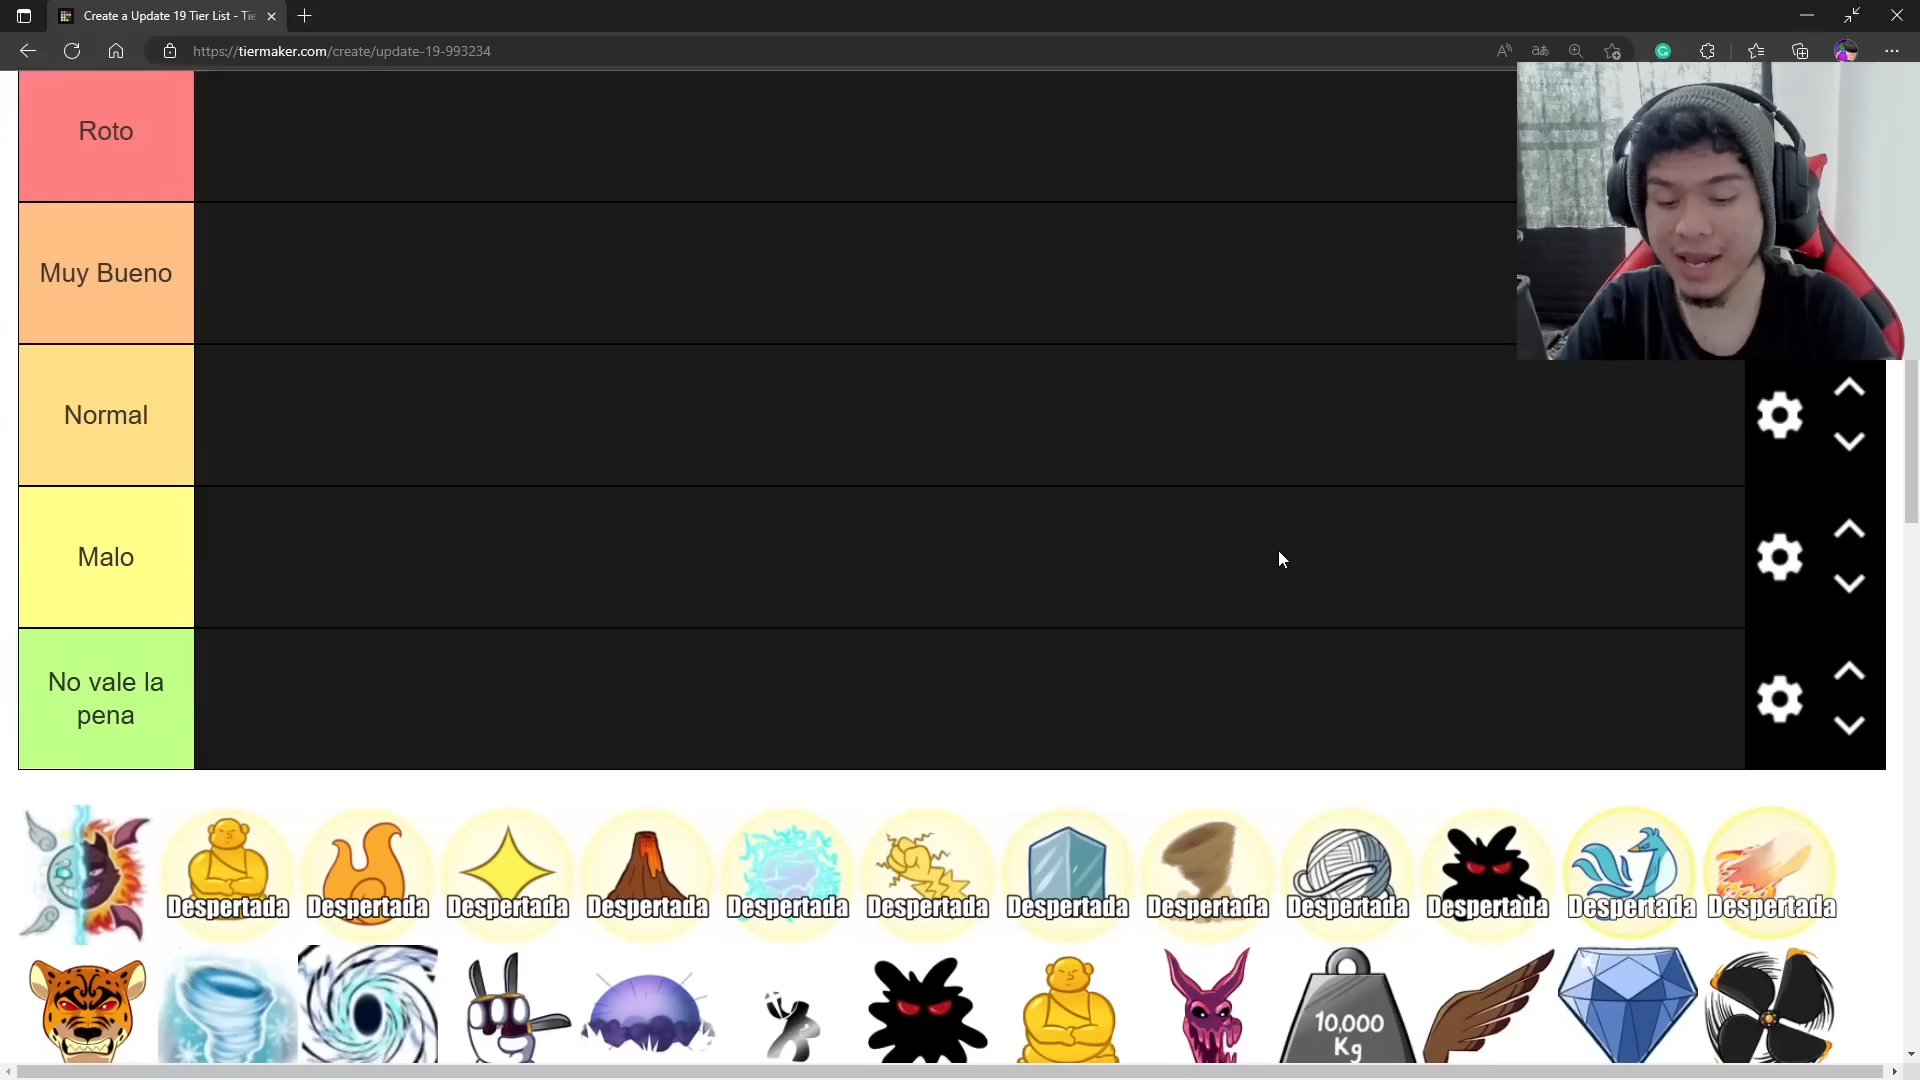 Create a Update 19 Tier List - Tie
https://tiermaker.com/create/update-19-993234
Roto
Muy Bueno
Normal
Malo
No vale la
pena
Despertada Despertada Despertada Despertada Despertada Despertada Despertada Despertada Despertada Despertada Despertada Despertada
10,000
Kg